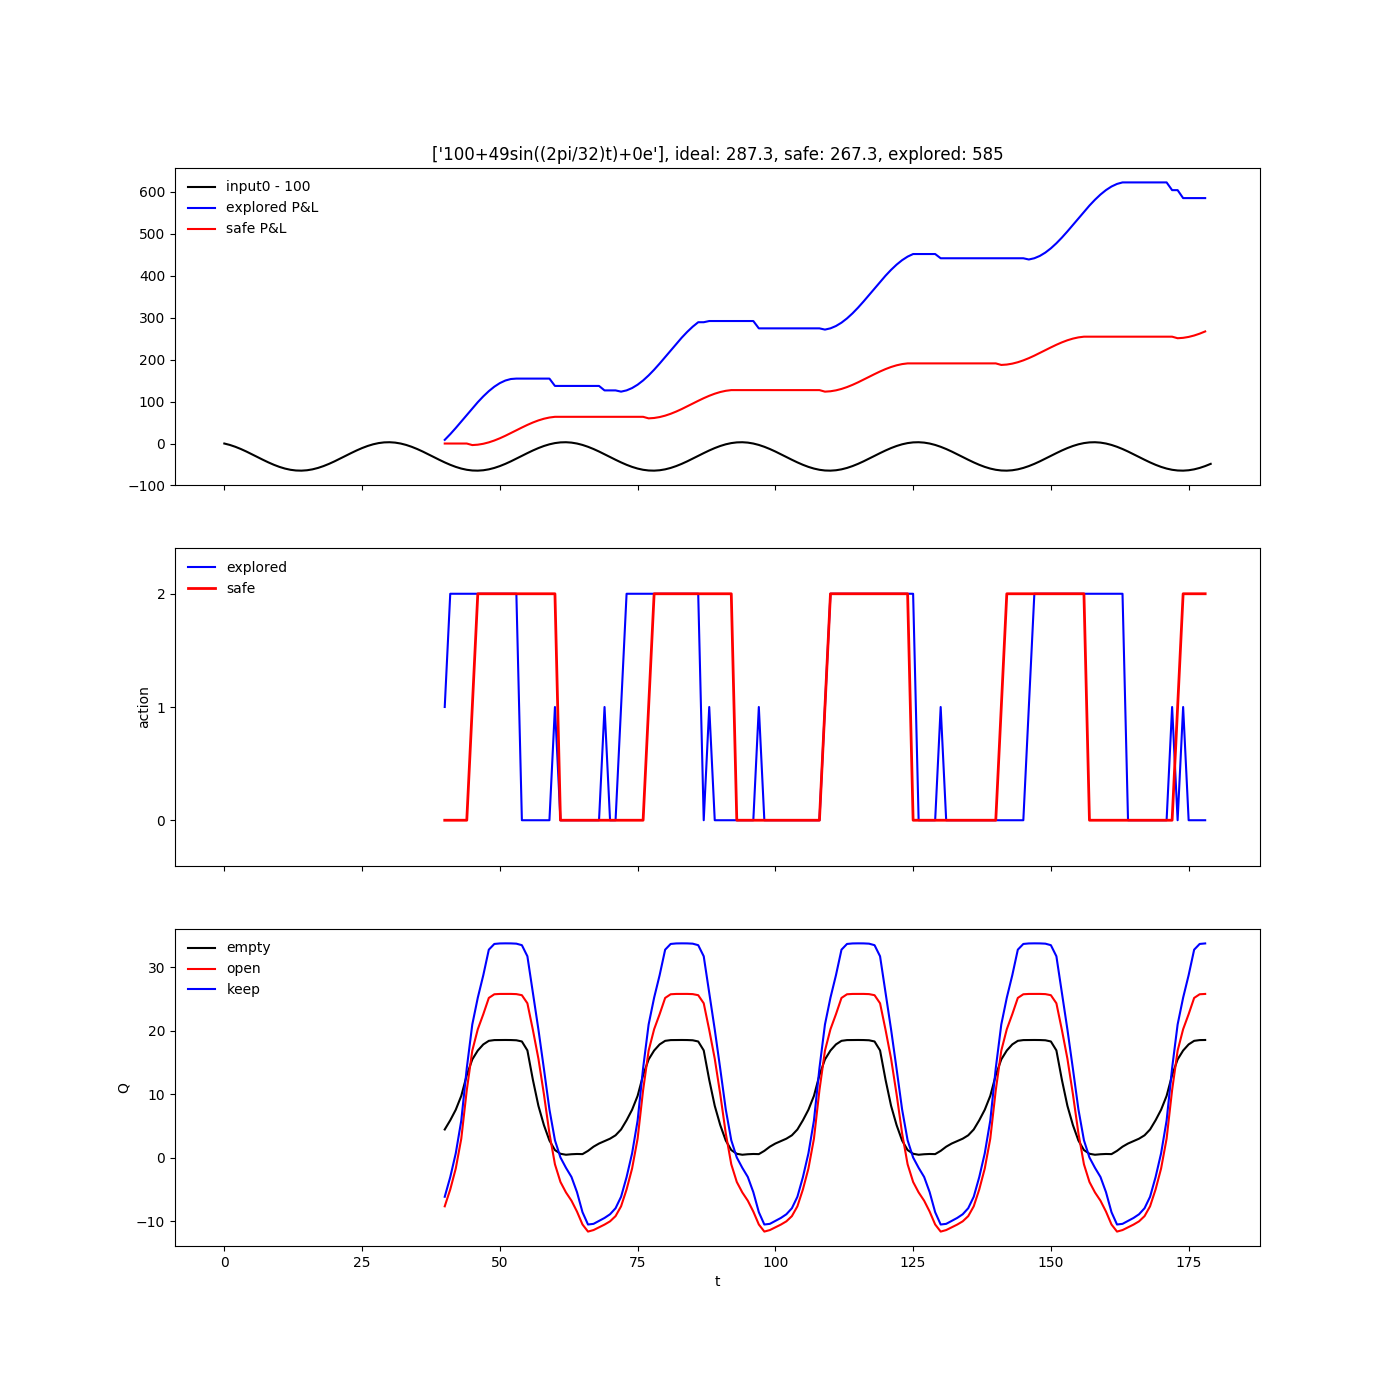 ['100+49sin((2pi/32)t)+0e'], ideal: 287.3, safe: 267.3, explored: 585
600
500
400
300
200
100
0
−100
input0 - 100
explored P&L
safe P&L
action
2
1
0
explored
safe
Q
30
20
10
0
−10
empty
open
keep
0 25 50 75 100 125 150 175
t